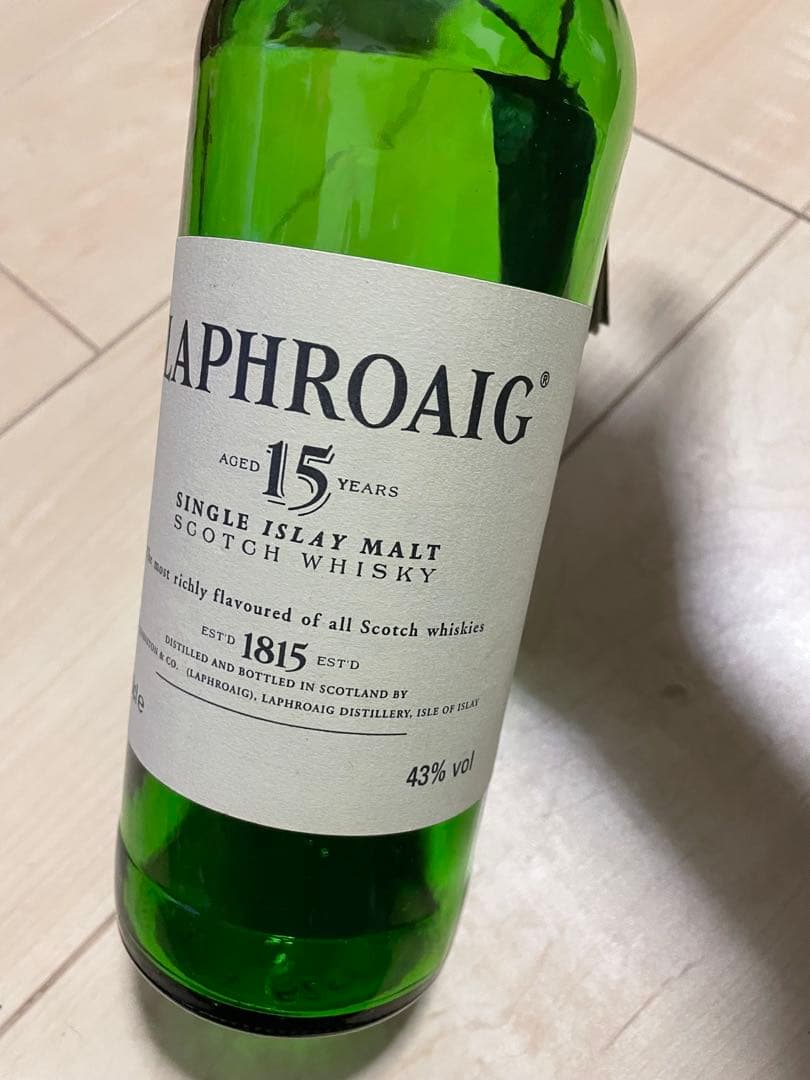 LAPHROAIG®
AGED 15 YEARS
SINGLE ISLAY MALT
SCOTCH WHISKY
most richly flavoured of all Scotch whiskies
EST'D 1815 EST'D
DISTILLED AND BOTTLED IN SCOTLAND BY
& CO. (LAPHROAIG), LAPHROAIG DISTILLERY, ISLE OF ISLAY
43% vol